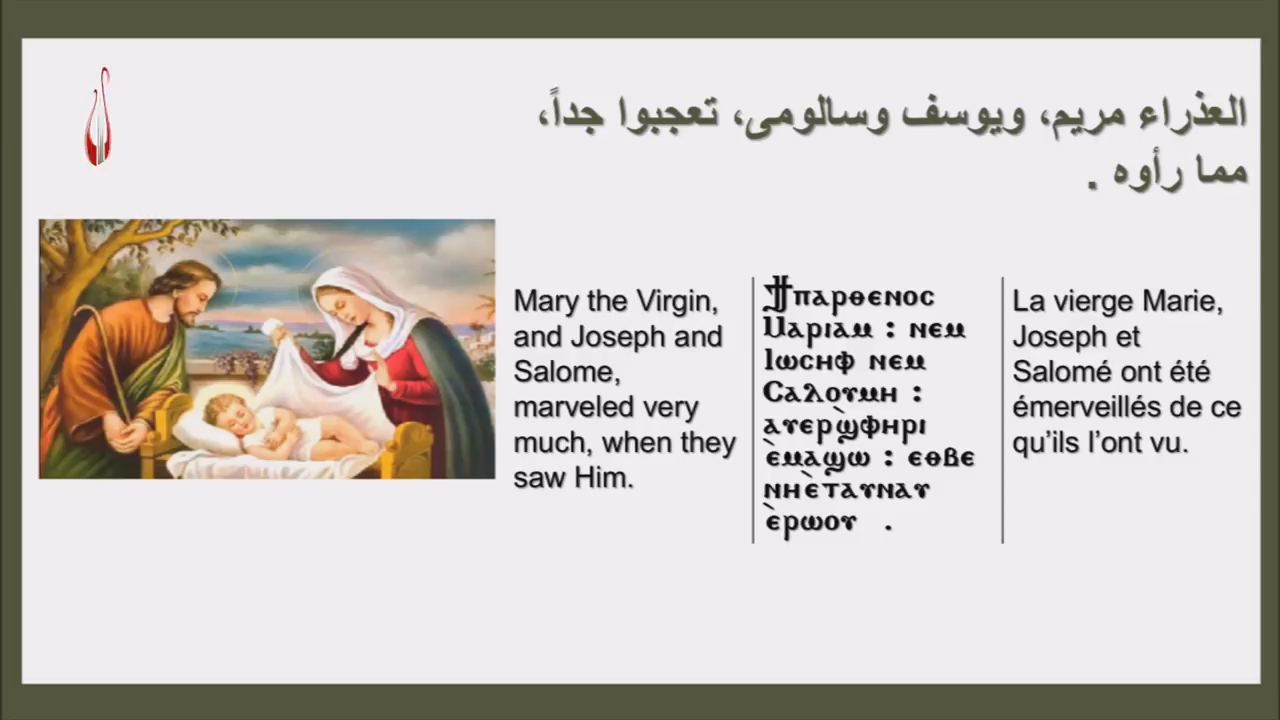 العذراء مريم، ويوسف وسالومى، تعجبوا جداً،
مما رأوه .
Mary the Virgin,
and Joseph and
Salome,
marveled very
much, when they
saw Him.
Ϯⲡⲁⲣⲑⲉⲛⲟⲥ
Ⲙⲁⲣⲓⲁⲙ : ⲛⲉⲙ
Ⲓⲱⲥⲏⲫ ⲛⲉⲙ
Ⲥⲁⲗⲟⲩⲙⲏ :
ⲁⲩⲉⲣϣ̀ⲫⲏⲣⲓ
ⲉ̀ⲙⲁϣⲱ : ⲉⲑⲃⲉ
ⲛⲏⲉ̀ⲧⲁⲩⲛⲁⲩ
ⲉ̀ⲣⲱⲟⲩ .
La vierge Marie,
Joseph et
Salomé ont été
émerveillés de ce
qu’ils l’ont vu.